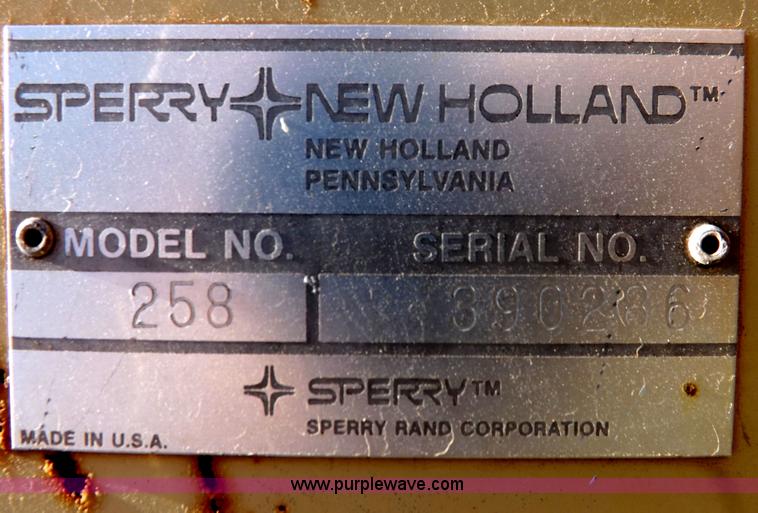 SPERRY NEW HOLLAND™
NEW HOLLAND
PENNSYLVANIA
MODEL NO. SERIAL NO.
258 390236
SPERRY™
SPERRY RAND CORPORATION
MADE IN U.S.A.
www.purplewave.com